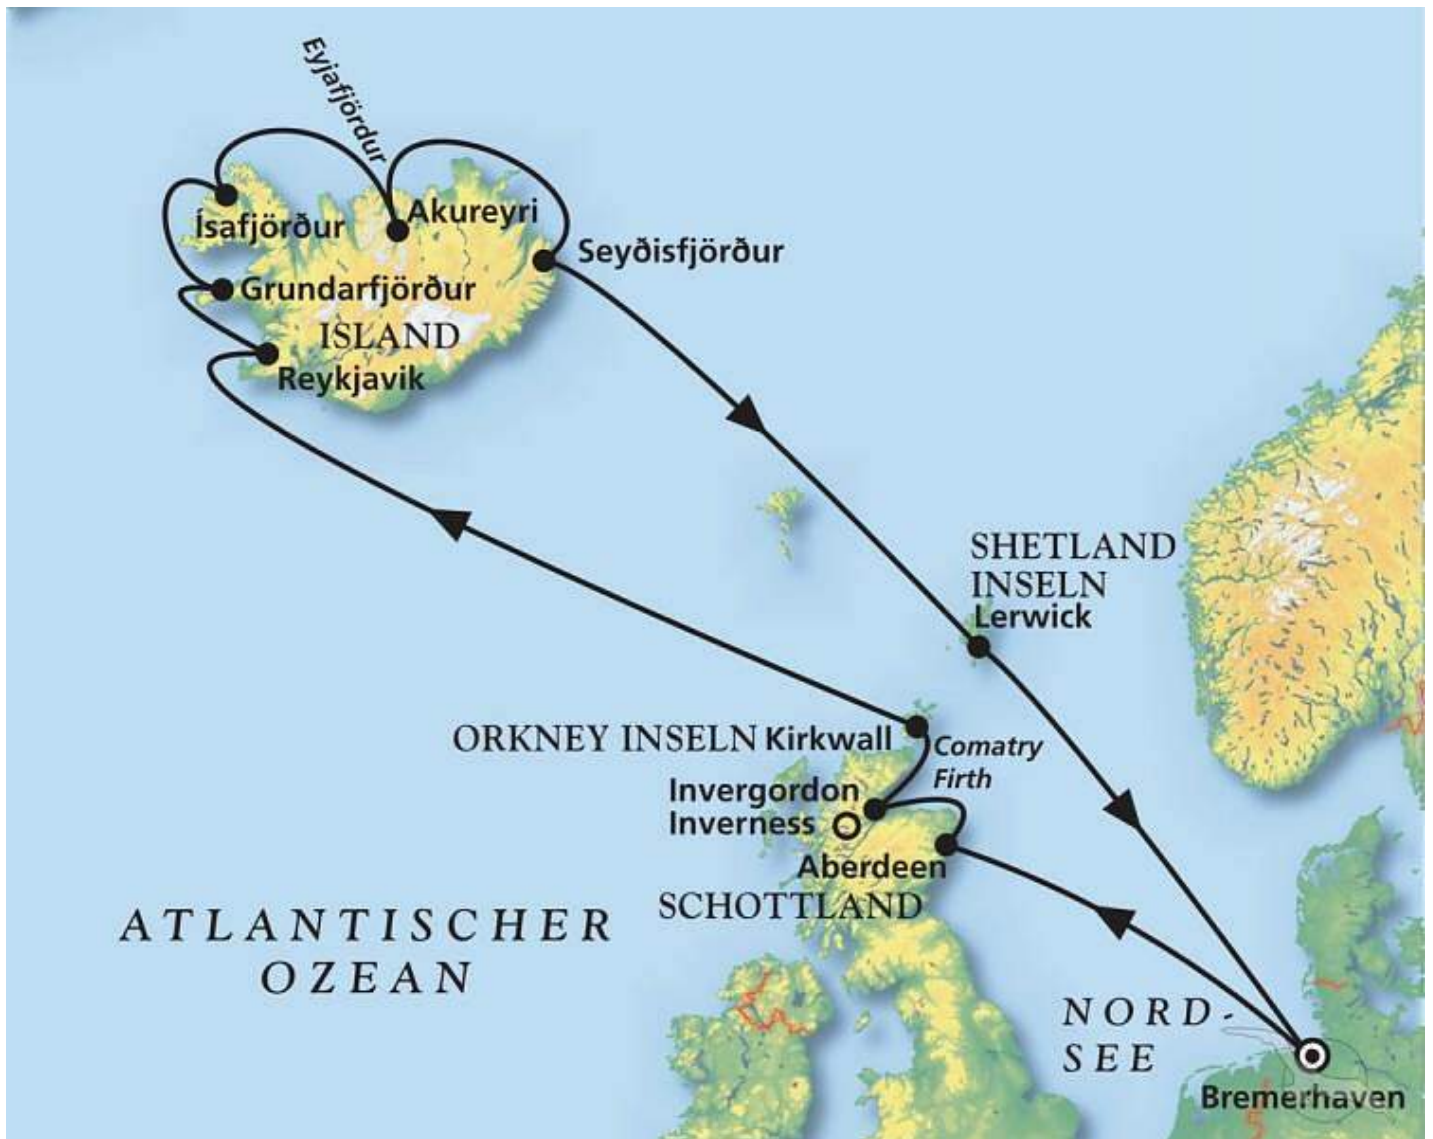 Eyjafjördur
Akureyri
Ísafjörður
Seyðisfjörður
Grundarfjörður
ISLAND
Reykjavik
SHETLAND
INSELN
Lerwick
ORKNEY INSELN Kirkwall
Comatry
Firth
Invergordon
Inverness
Aberdeen
SCHOTTLAND
ATLANTISCHER
OZEAN
NORD-
SEE
Bremerhaven